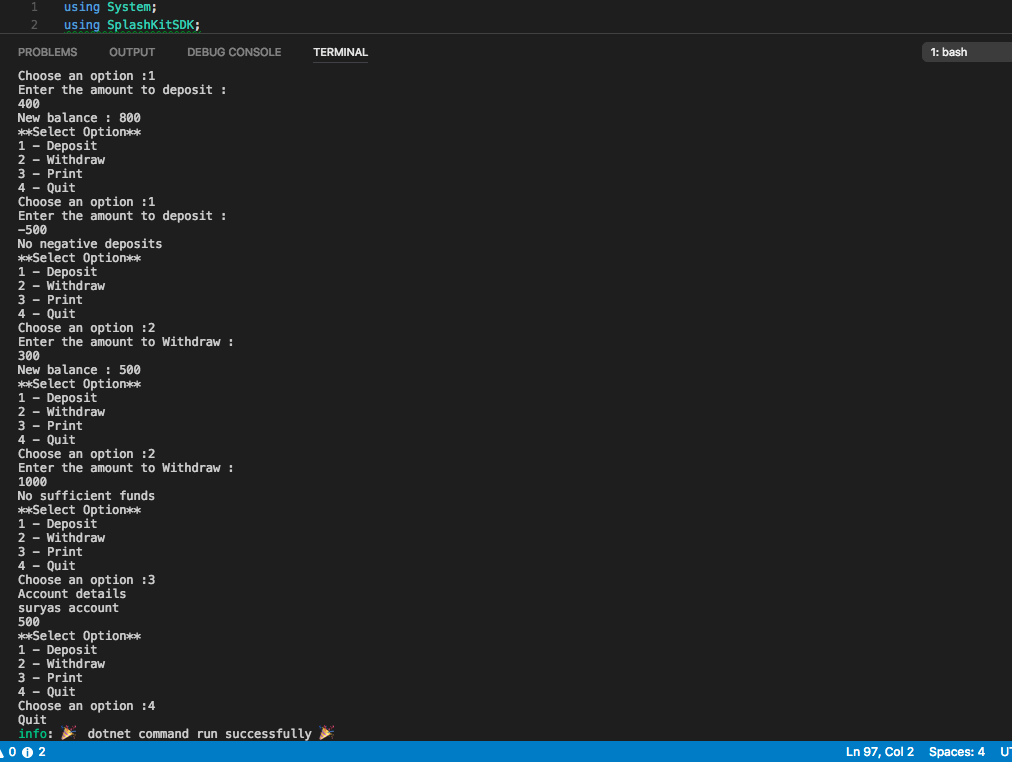 1 using System;
2 using SplashKitSDK;
PROBLEMS OUTPUT DEBUG CONSOLE TERMINAL 1: bash
Choose an option :1
Enter the amount to deposit :
400
New balance : 800
**Select Option**
1 - Deposit
2 - Withdraw
3 - Print
4 - Quit
Choose an option :1
Enter the amount to deposit :
-500
No negative deposits
**Select Option**
1 - Deposit
2 - Withdraw
3 - Print
4 - Quit
Choose an option :2
Enter the amount to Withdraw :
300
New balance : 500
**Select Option**
1 - Deposit
2 - Withdraw
3 - Print
4 - Quit
Choose an option :2
Enter the amount to Withdraw :
1000
No sufficient funds
**Select Option**
1 - Deposit
2 - Withdraw
3 - Print
4 - Quit
Choose an option :3
Account details
suryas account
500
**Select Option**
1 - Deposit
2 - Withdraw
3 - Print
4 - Quit
Choose an option :4
Quit
info: 🎉 dotnet command run successfully 🎉
0 2 Ln 97, Col 2 Spaces: 4 UT